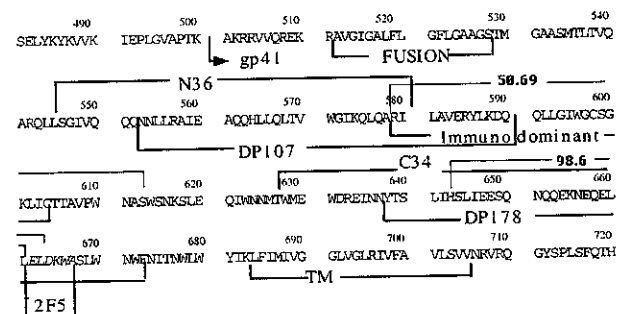 490 500 510 520 530 540
SELYKYKVVK IEPLGVAPTK AKRRVVQREK RAVGIGALFL GFLGAAGSTM GAASMTLTVQ
gp41 FUSION
N36 50.69
550 560 570 580 590 600
ARQLLSGIVQ QQNNLLRAIE AQQHLLQLTV WGIKQLQARI LAVERYLKDQ QLLGIWGCSG
Immunodominant
DP107
C34 98.6
610 620 630 640 650 660
KLIGTTAVPW NASWSNKSLE QIWNNMTWME WDREINNYTS LIHSLIEESQ NQQEKNEQEL
DP178
670 680 690 700 710 720
LELDKWASLW NWFNITNWLW YIKLFIMIVG GLVGLRIVFA VLSVVNRVRQ GYSPLSFQTH
TM
2F5